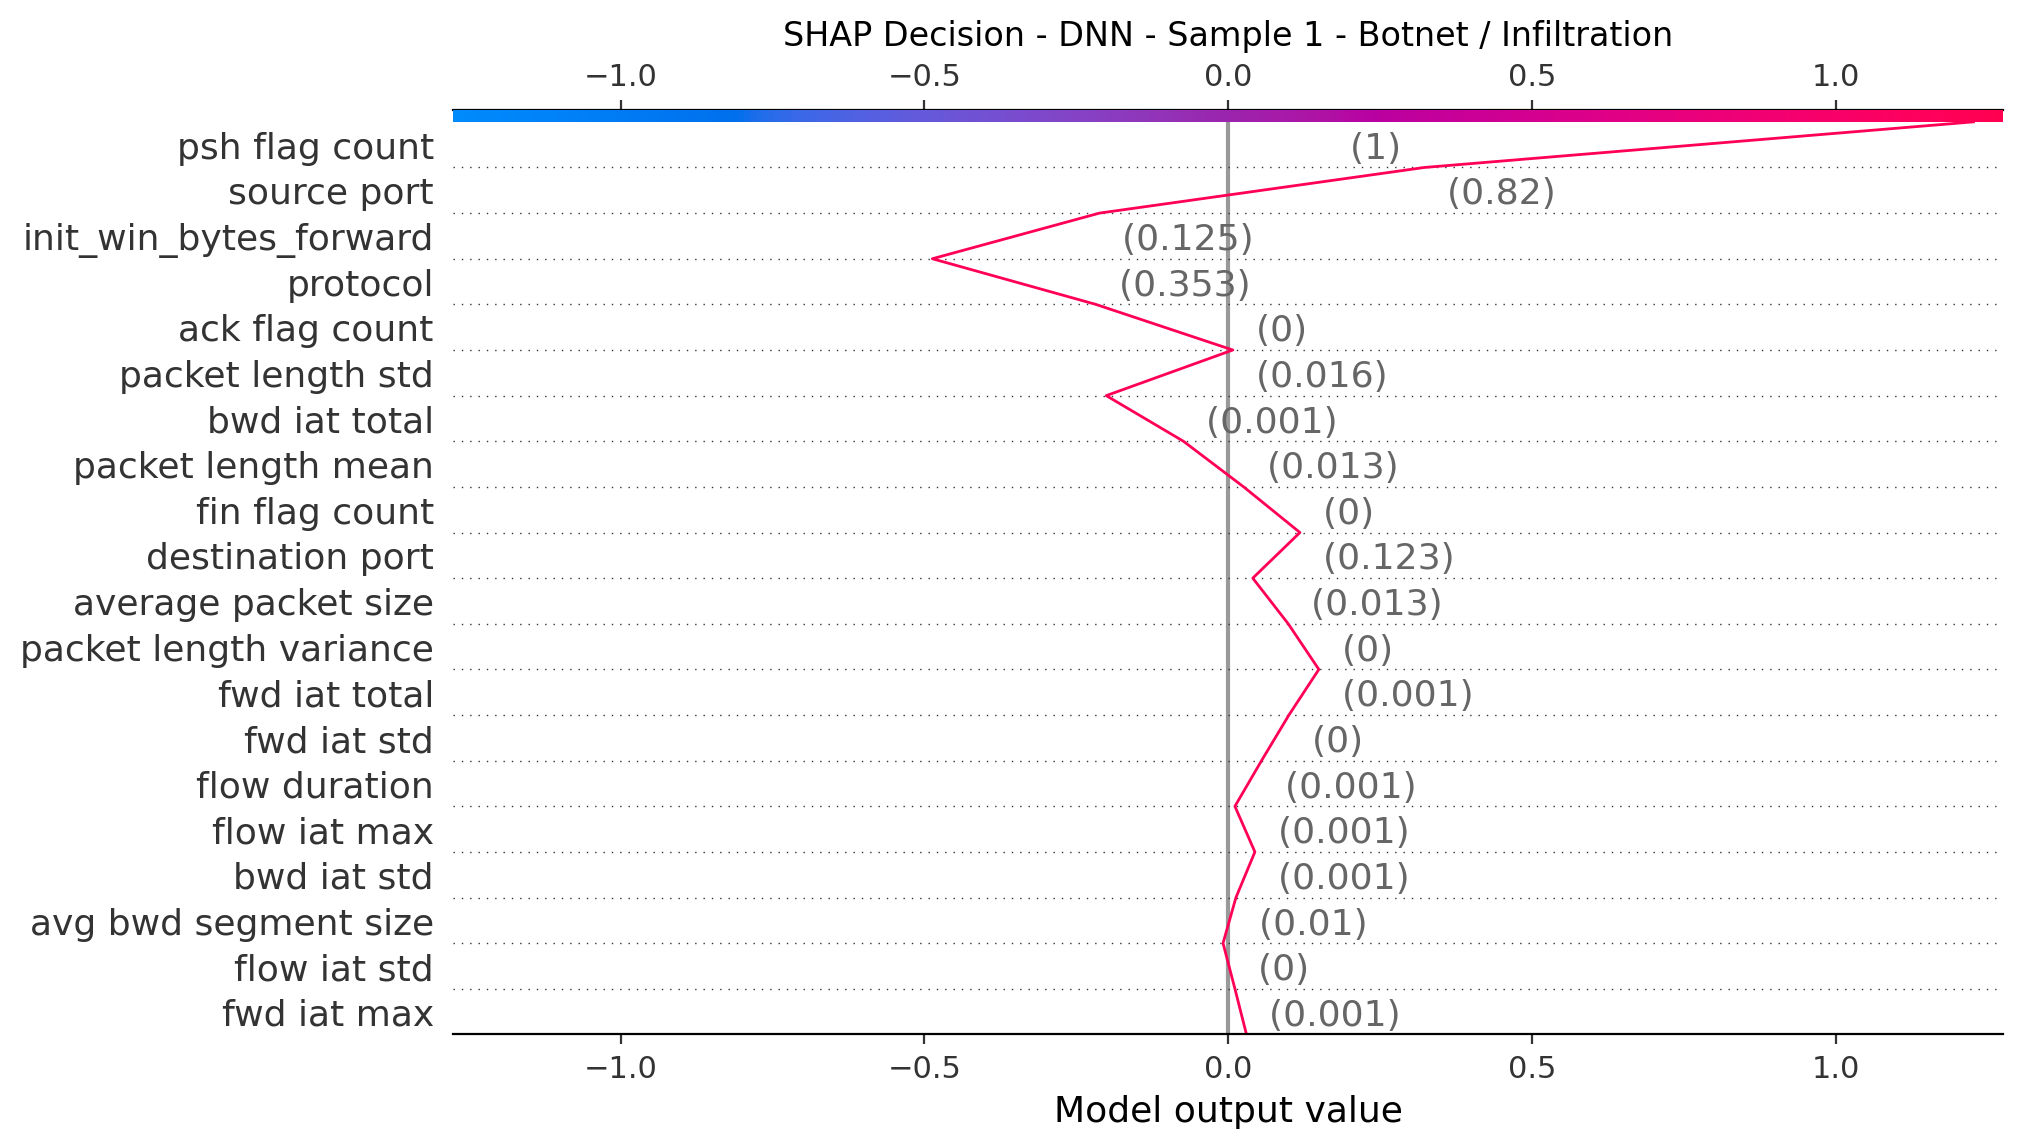 SHAP Decision - DNN - Sample 1 - Botnet / Infiltration
−1.0 −0.5 0.0 0.5 1.0
psh flag count (1)
source port (0.82)
init_win_bytes_forward (0.125)
protocol (0.353)
ack flag count (0)
packet length std (0.016)
bwd iat total (0.001)
packet length mean (0.013)
fin flag count (0)
destination port (0.123)
average packet size (0.013)
packet length variance (0)
fwd iat total (0.001)
fwd iat std (0)
flow duration (0.001)
flow iat max (0.001)
bwd iat std (0.001)
avg bwd segment size (0.01)
flow iat std (0)
fwd iat max (0.001)
−1.0 −0.5 0.0 0.5 1.0
Model output value